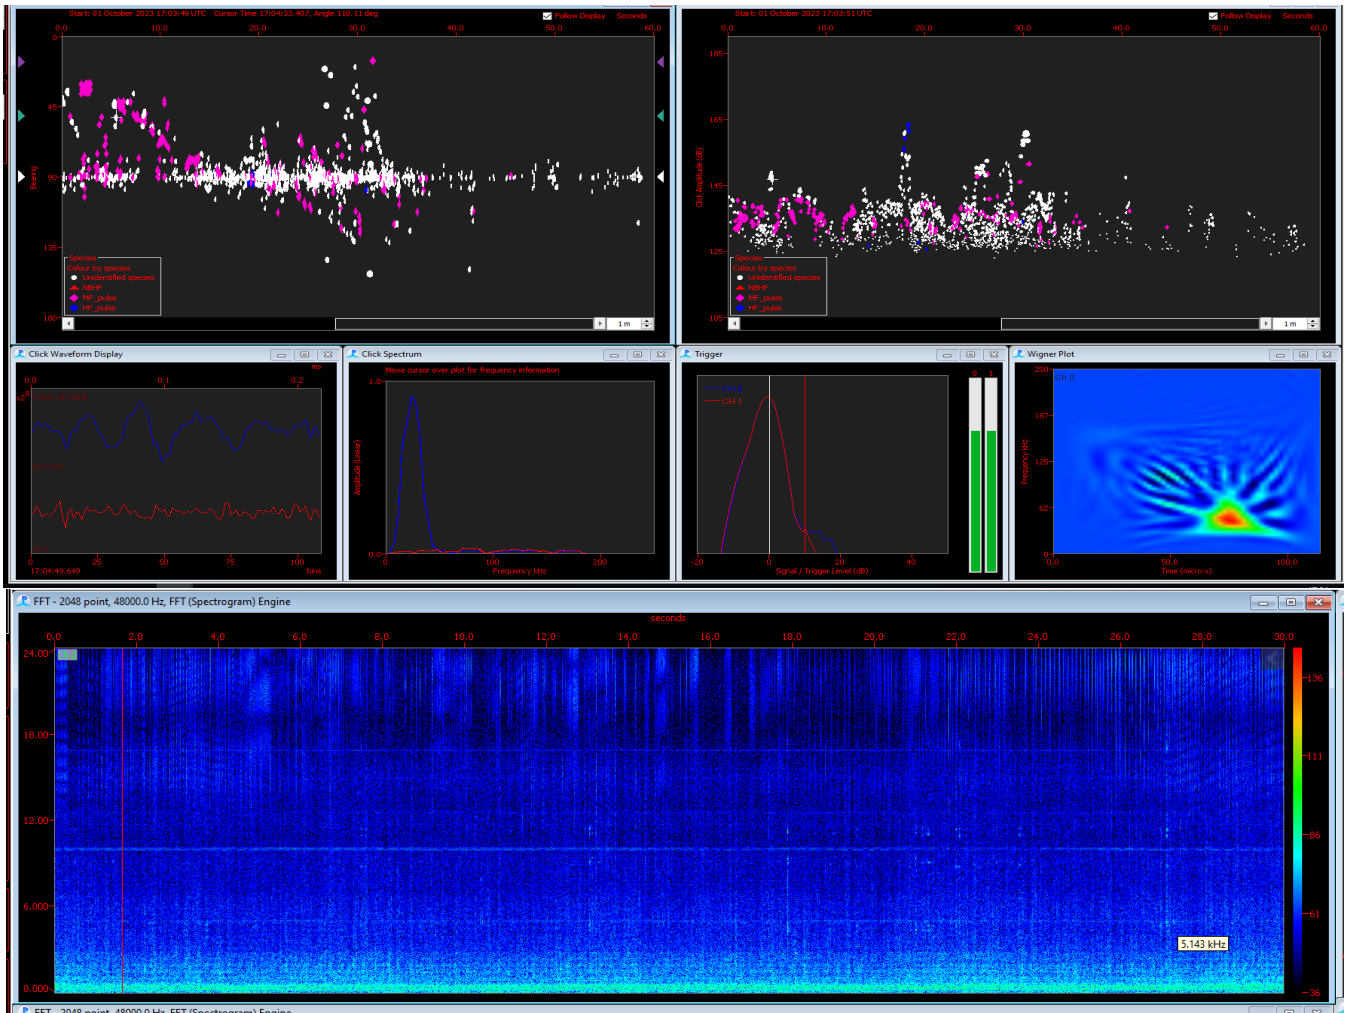 Starts 01 October 2023 17:03:49 UTC Cursor Time 17:04:33.407, Angle 110.11 deg
Follow Display Seconds
0.0 10.0 20.0 30.0 40.0 50.0 60.0
0
45
90
135
180
Bearing
Species
Colour by species
Unidentified species
NBHF
MF_pulse
HF_pulse
1 m
Starts 01 October 2023 17:03:51 UTC
Follow Display Seconds
0.0 10.0 20.0 30.0 40.0 50.0 60.0
185
165
145
125
105
Click Amplitude (dB)
Species
Colour by species
Unidentified species
NBHF
MF_pulse
HF_pulse
1 m
Click Waveform Display
ms
0.0 0.1 0.2
0 25 50 75 100
17:04:49.649
bins
Click Spectrum
Move cursor over plot for frequency information
1.0
0.0
Amplitude (Linear)
0 100 200
Frequency kHz
Trigger
CH 1
0 1
-20 0 20 40
Signal / Trigger Level (dB)
Wigner Plot
Ch 0
250
187
125
62
0
Frequency kHz
0 50.0 100.0
Time (micro-s)
FFT - 2048 point, 48000.0 Hz, FFT (Spectrogram) Engine
seconds
0.0 2.0 4.0 6.0 8.0 10.0 12.0 14.0 16.0 18.0 20.0 22.0 24.0 26.0 28.0 30.0
24.00
18.00
12.00
6.000
0.000
136
111
86
61
36
5.143 kHz
FFT - 2048 point, 48000.0 Hz, FFT (Spectrogram) Engine